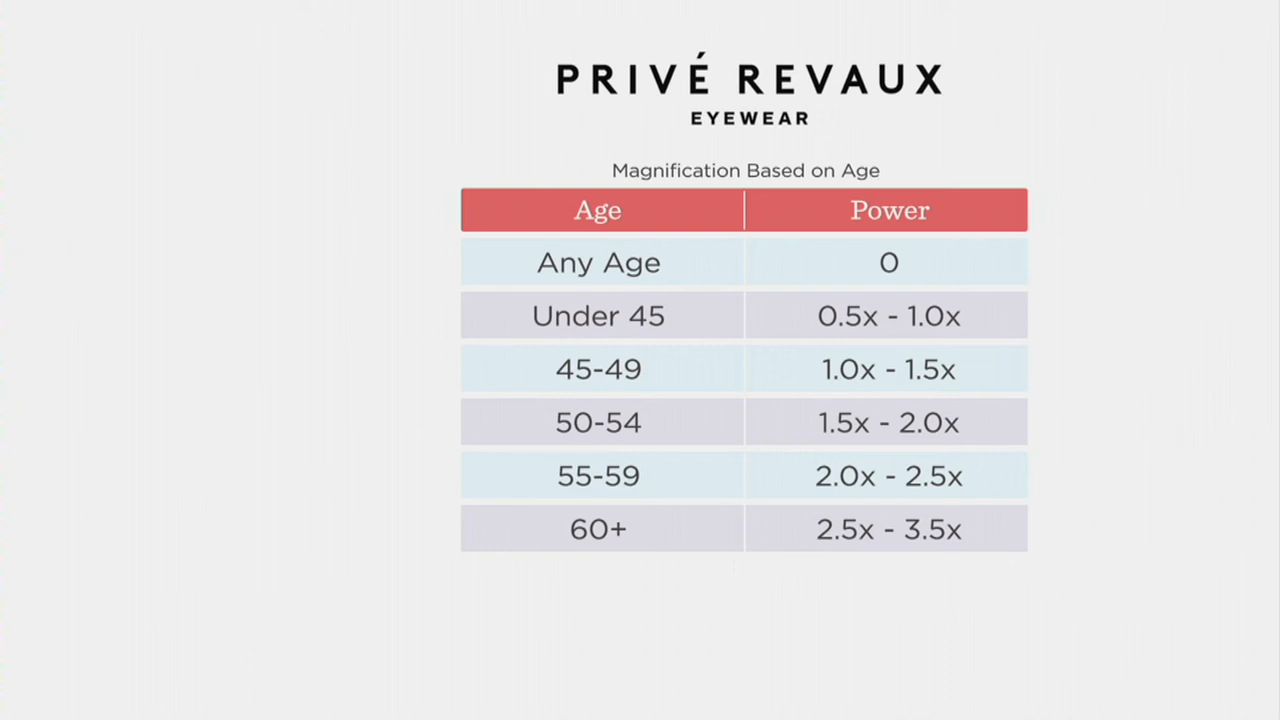 PRIVÉ REVAUX
EYEWEAR
Magnification Based on Age
Age Power
Any Age 0
Under 45 0.5x - 1.0x
45-49 1.0x - 1.5x
50-54 1.5x - 2.0x
55-59 2.0x - 2.5x
60+ 2.5x - 3.5x